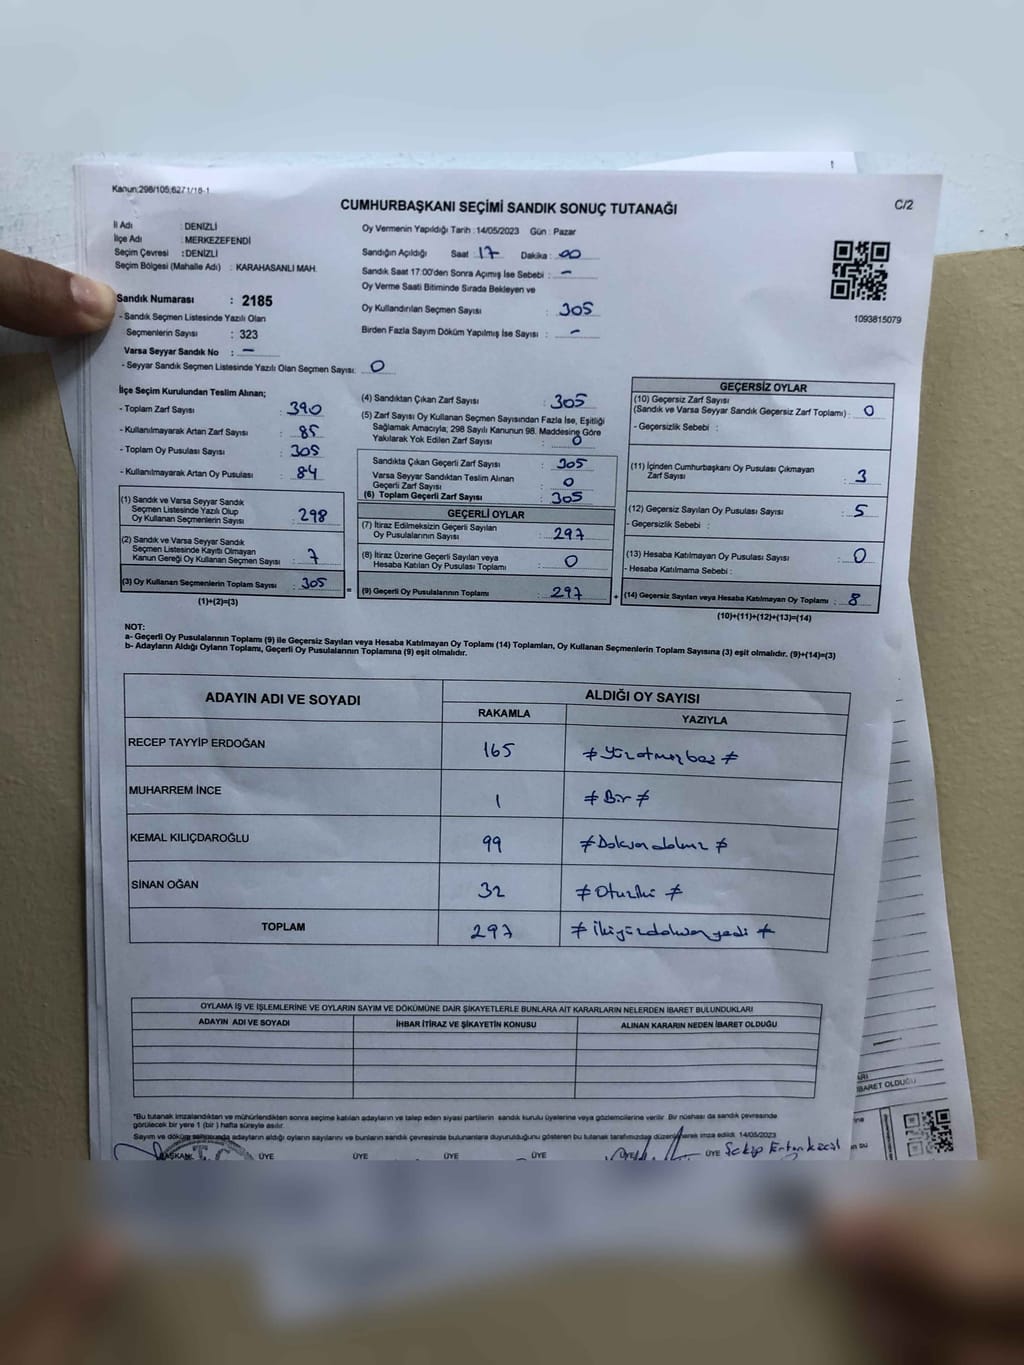 Kanun:298/105;6271/18-1
CUMHURBAŞKANI SEÇİMİ SANDIK SONUÇ TUTANAĞI
C/2
İl Adı : DENİZLİ
İlçe Adı : MERKEZEFENDİ
Seçim Çevresi : DENİZLİ
Seçim Bölgesi (Mahalle Adı) : KARAHASANLI MAH.
Sandık Numarası : 2185
- Sandık Seçmen Listesinde Yazılı Olan
Seçmenlerin Sayısı : 323
Varsa Seyyar Sandık No : -
- Seyyar Sandık Seçmen Listesinde Yazılı Olan Seçmen Sayısı: 0
Oy Vermenin Yapıldığı Tarih : 14/05/2023 Gün : Pazar
Sandığın Açıldığı Saat 17 Dakika : 00
Sandık Saat 17:00'den Sonra Açımış İse Sebebi : -
Oy Verme Saati Bitiminde Sırada Bekleyen ve
Oy Kullandırılan Seçmen Sayısı : 305
Birden Fazla Sayım Döküm Yapılmış İse Sayısı : -
1093815079
İlçe Seçim Kurulundan Teslim Alınan;
- Toplam Zarf Sayısı : 390
- Kullanılmayarak Artan Zarf Sayısı : 85
- Toplam Oy Pusulası Sayısı : 305
- Kullanılmayarak Artan Oy Pusulası : 84
(1) Sandık ve Varsa Seyyar Sandık
Seçmen Listesinde Yazılı Olup
Oy Kullanan Seçmenlerin Sayısı : 298
(2) Sandık ve Varsa Seyyar Sandık
Seçmen Listesinde Kayıtlı Olmayan
Kanun Gereği Oy Kullanan Seçmen Sayısı : 7
(3) Oy Kullanan Seçmenlerin Toplam Sayısı : 305
(1)+(2)=(3)
(4) Sandıktan Çıkan Zarf Sayısı : 305
(5) Zarf Sayısı Oy Kullanan Seçmen Sayısından Fazla İse, Eşitliği
Sağlamak Amacıyla; 298 Sayılı Kanunun 98. Maddesine Göre
Yakılarak Yok Edilen Zarf Sayısı : 0
Sandıkta Çıkan Geçerli Zarf Sayısı : 305
Varsa Seyyar Sandıktan Teslim Alınan
Geçerli Zarf Sayısı : 0
(6) Toplam Geçerli Zarf Sayısı : 305
GEÇERLİ OYLAR
(7) İtiraz Edilmeksizin Geçerli Sayılan
Oy Pusulalarının Sayısı : 297
(8) İtiraz Üzerine Geçerli Sayılan veya
Hesaba Katılan Oy Pusulası Toplamı : 0
= (9) Geçerli Oy Pusulalarının Toplamı : 297 +
GEÇERSİZ OYLAR
(10) Geçersiz Zarf Sayısı
(Sandık ve Varsa Seyyar Sandık Geçersiz Zarf Toplamı) : 0
- Geçersizlik Sebebi :
(11) İçinden Cumhurbaşkanı Oy Pusulası Çıkmayan
Zarf Sayısı : 3
(12) Geçersiz Sayılan Oy Pusulası Sayısı : 5
- Geçersizlik Sebebi :
(13) Hesaba Katılmayan Oy Pusulası Sayısı : 0
- Hesaba Katılmama Sebebi :
(14) Geçersiz Sayılan veya Hesaba Katılmayan Oy Toplamı : 8
(10)+(11)+(12)+(13)=(14)
NOT:
a- Geçerli Oy Pusulalarının Toplamı (9) ile Geçersiz Sayılan veya Hesaba Katılmayan Oy Toplamı (14) Toplamları, Oy Kullanan Seçmenlerin Toplam Sayısına (3) eşit olmalıdır. (9)+(14)=(3)
b- Adayların Aldığı Oyların Toplamı, Geçerli Oy Pusulalarının Toplamına (9) eşit olmalıdır.
ADAYIN ADI VE SOYADI ALDIĞI OY SAYISI
RAKAMLA YAZIYLA
RECEP TAYYİP ERDOĞAN 165 ≠ Yüzatmışbeş ≠
MUHARREM İNCE 1 ≠ Bir ≠
KEMAL KILIÇDAROĞLU 99 ≠ Doksandokuz ≠
SİNAN OĞAN 32 ≠ Otuziki ≠
TOPLAM 297 ≠ İkiyüzdoksanyedi ≠
OYLAMA İŞ VE İŞLEMLERİNE VE OYLARIN SAYIM VE DÖKÜMÜNE DAİR ŞİKAYETLERLE BUNLARA AİT KARARLARIN NELERDEN İBARET BULUNDUKLARI
ADAYIN ADI VE SOYADI İHBAR İTİRAZ VE ŞİKAYETİN KONUSU ALINAN KARARIN NEDEN İBARET OLDUĞU
*Bu tutanak imzalandıktan ve mühürlendikten sonra seçime katılan adayların ve talep eden siyasi partilerin sandık kurulu üyelerine veya gözlemcilerine verilir. Bir nüshası da sandık çevresinde
görülecek bir yere 1 (bir) hafta süreyle asılır.
Sayım ve döküm sonucunda adayların aldığı oyların sayılarını ve bunların sandık çevresinde bulunanlara duyurulduğunu gösteren bu tutanak tarafımızdan düzenlenerek imza edildi. 14/05/2023
BAŞKAN ÜYE ÜYE ÜYE ÜYE ÜYE ÜYE
İBARET OLDUĞU